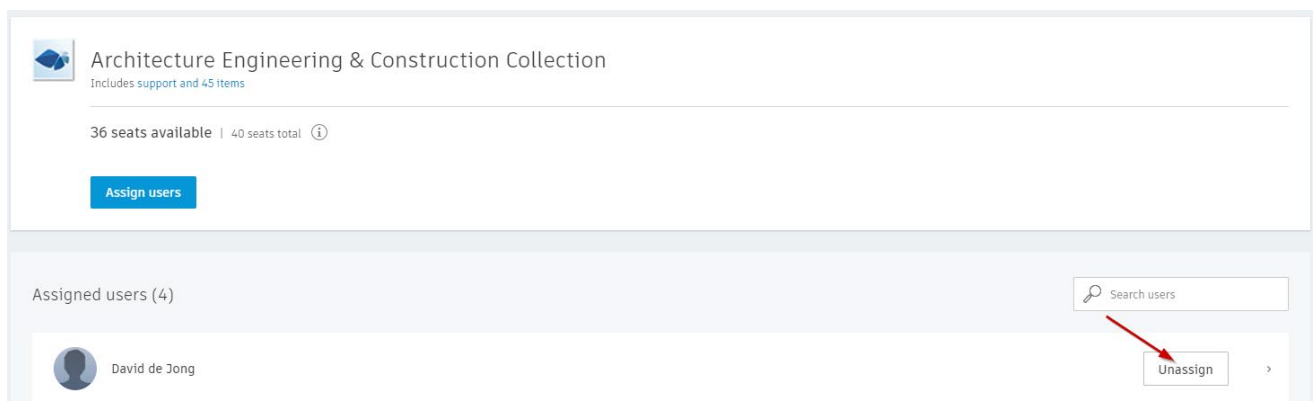 Architecture Engineering & Construction Collection
Includes support and 45 items
36 seats available | 40 seats total
Assign users
Assigned users (4)
Search users
David de Jong
Unassign